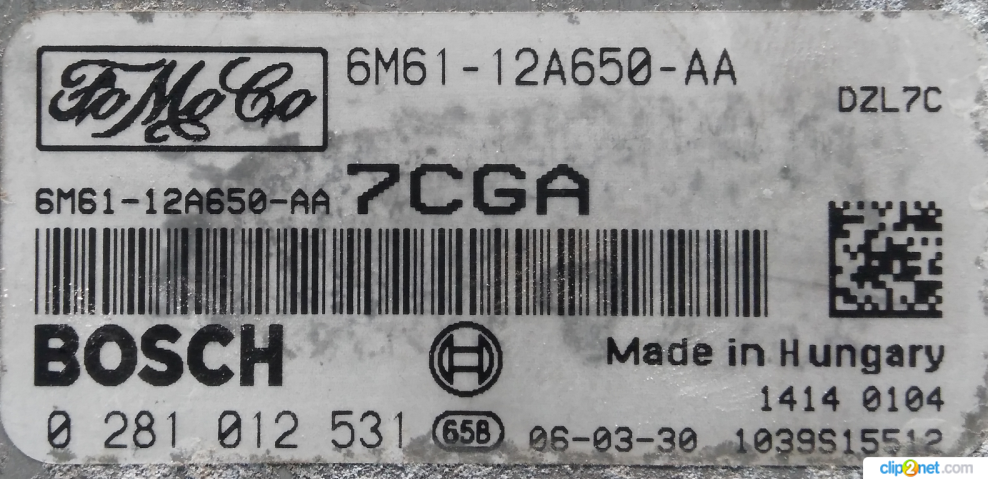 FoMoCo 6M61-12A650-AA
DZL7C
6M61-12A650-AA 7CGA
BOSCH
Made in Hungary
1414 0104
0 281 012 531 65B 06-03-30 1039S15512
clip2net.com